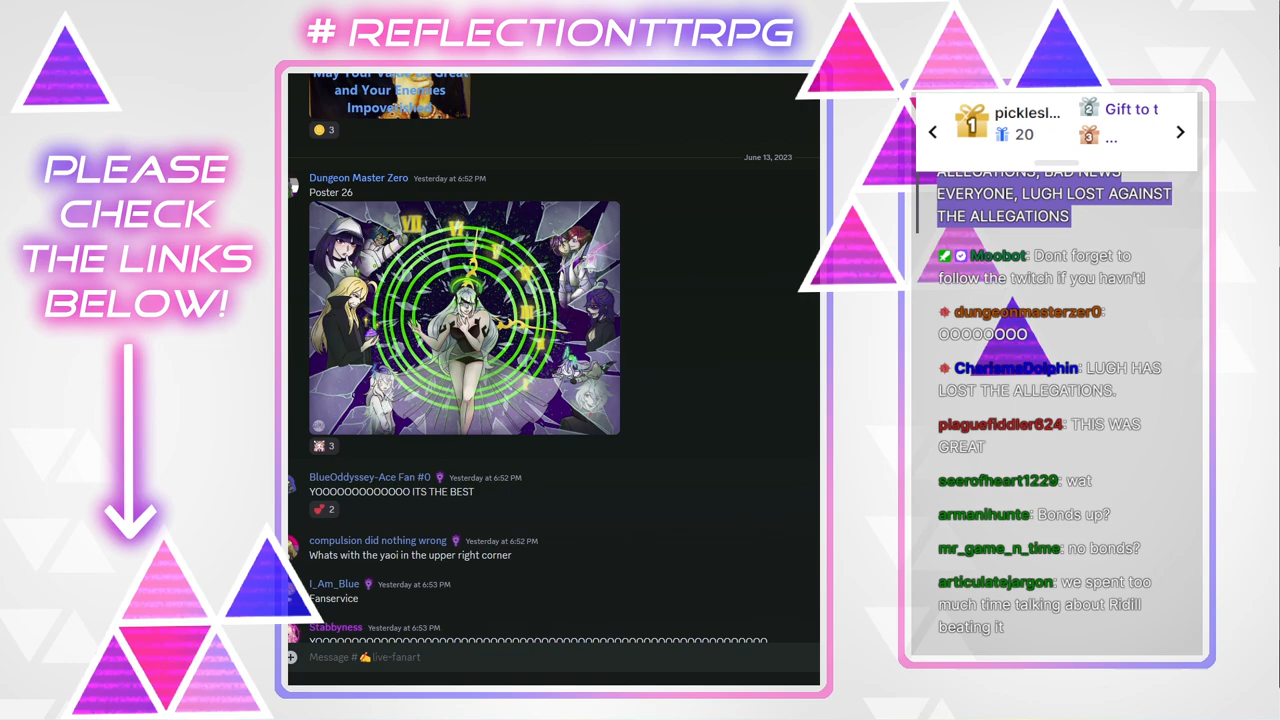 # REFLECTIONTTRPG
PLEASE
CHECK
THE LINKS
BELOW!
May Your Value Be Great
and Your Enemies
Impoverished
3
June 13, 2023
Dungeon Master Zero Yesterday at 6:52 PM
Poster 26
VII
VI
3
BlueOddyssey-Ace Fan #0 Yesterday at 6:52 PM
YOOOOOOOOOOOOO ITS THE BEST
2
compulsion did nothing wrong Yesterday at 6:52 PM
Whats with the yaoi in the upper right corner
I_Am_Blue Yesterday at 6:53 PM
Fanservice
Stabbyness Yesterday at 6:53 PM
Message #✍️live-fanart
1 picklesl... 20
2 Gift to t
3 ...
ALLEGATIONS, BAD NEWS
EVERYONE, LUGH LOST AGAINST
THE ALLEGATIONS
Moobot: Dont forget to
follow the twitch if you havn't!
dungeonmasterzer0:
OOOOOOOO
CharismaDolphin: LUGH HAS
LOST THE ALLEGATIONS.
plaguefiddler624: THIS WAS
GREAT
seerofheart1229: wat
armanihunte: Bonds up?
mr_game_n_time: no bonds?
articulatejargon: we spent too
much time talking about Ridill
beating it